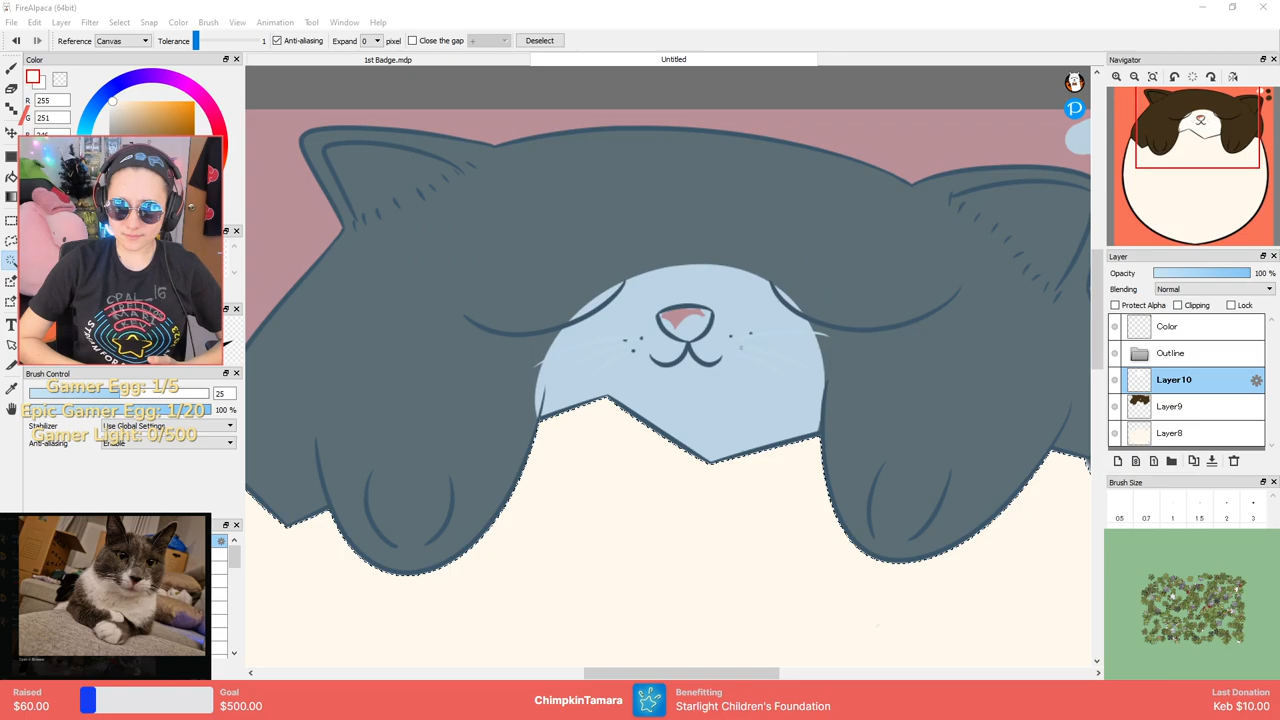 FireAlpaca (64bit)
File Edit Layer Filter Select Snap Color Brush View Animation Tool Window Help
Reference Canvas Tolerance 1 Anti-aliasing Expand 0 pixel Close the gap + Deselect
Color
1st Badge.mdp
Untitled
Navigator
R 255
G 251
Layer
Opacity 100 %
Blending Normal
Protect Alpha Clipping Lock
Color
Outline
Layer10
Layer9
Layer8
Brush Control
25
100 %
Stabilizer Use Global Settings
Anti-aliasing Enable
Gamer Egg: 1/5
Epic Gamer Egg: 1/20
Gamer Light: 0/500
Brush Size
0.5 0.7 1 1.5 2 3
Raised
$60.00
Goal
$500.00
ChimpkinTamara
Benefitting
Starlight Children's Foundation
Last Donation
Keb $10.00